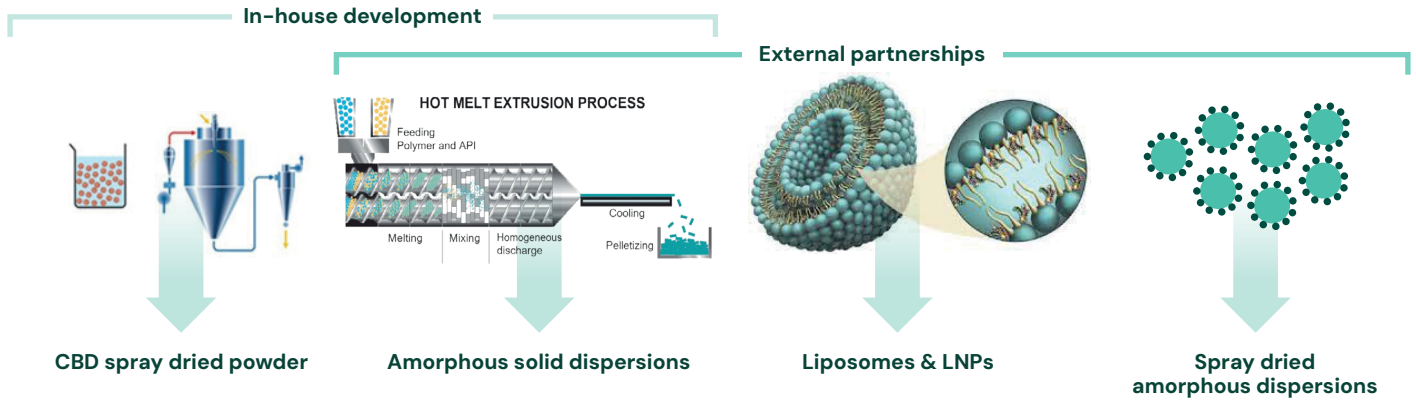 In-house development
External partnerships
HOT MELT EXTRUSION PROCESS
Feeding
Polymer and API
Melting
Mixing
Homogeneous
discharge
Cooling
Pelletizing
CBD spray dried powder
Amorphous solid dispersions
Liposomes & LNPs
Spray dried
amorphous dispersions